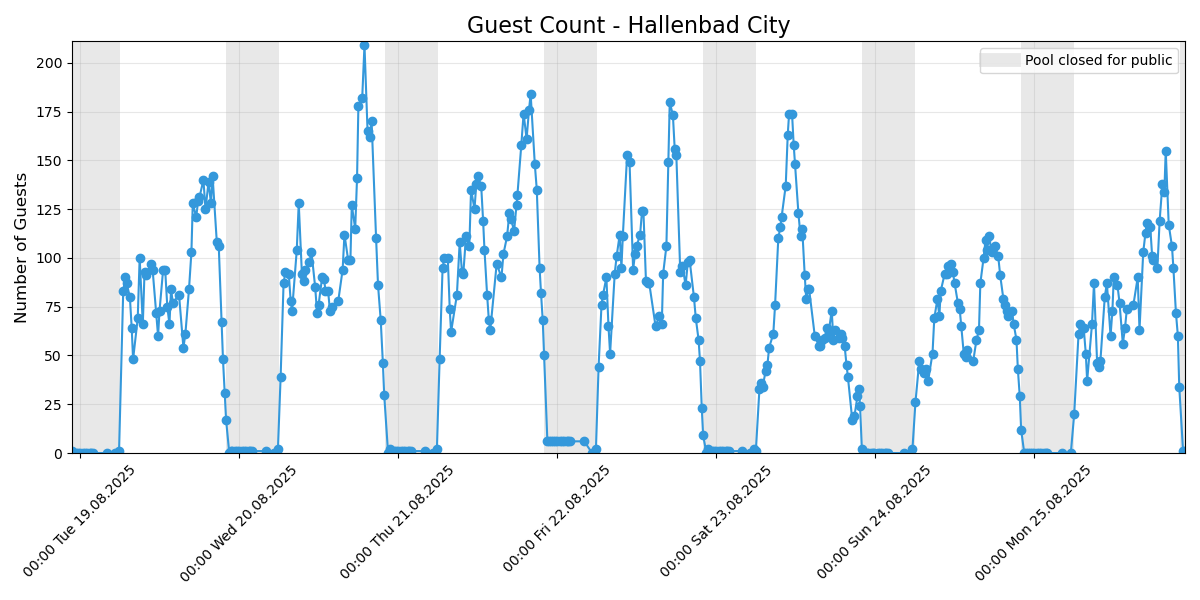 Guest Count - Hallenbad City
Pool closed for public
Number of Guests
200
175
150
125
100
75
50
25
0
00:00 Tue 19.08.2025
00:00 Wed 20.08.2025
00:00 Thu 21.08.2025
00:00 Fri 22.08.2025
00:00 Sat 23.08.2025
00:00 Sun 24.08.2025
00:00 Mon 25.08.2025